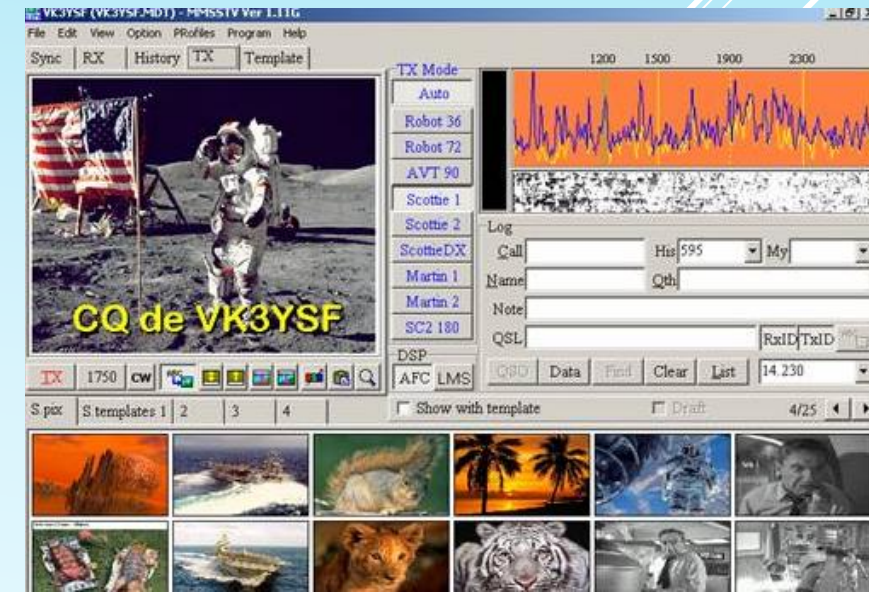 VK3YSF (VK3YSF.MDT) - MMSSTV Ver 1.11G
File Edit View Option PRofiles Program Help
Sync RX History TX Template
TX Mode
Auto
Robot 36
Robot 72
AVT 90
Scottie 1
Scottie 2
ScottieDX
Martin 1
Martin 2
SC2 180
DSP
AFC LMS
1200 1500 1900 2300
CQ de VK3YSF
Log
Call His 595 My
Name Qth
Note
QSL RxID TxID
QSO Data Find Clear List 14.230
TX 1750 CW
S.pix S.templates 1 2 3 4
Show with template Draft 4/25